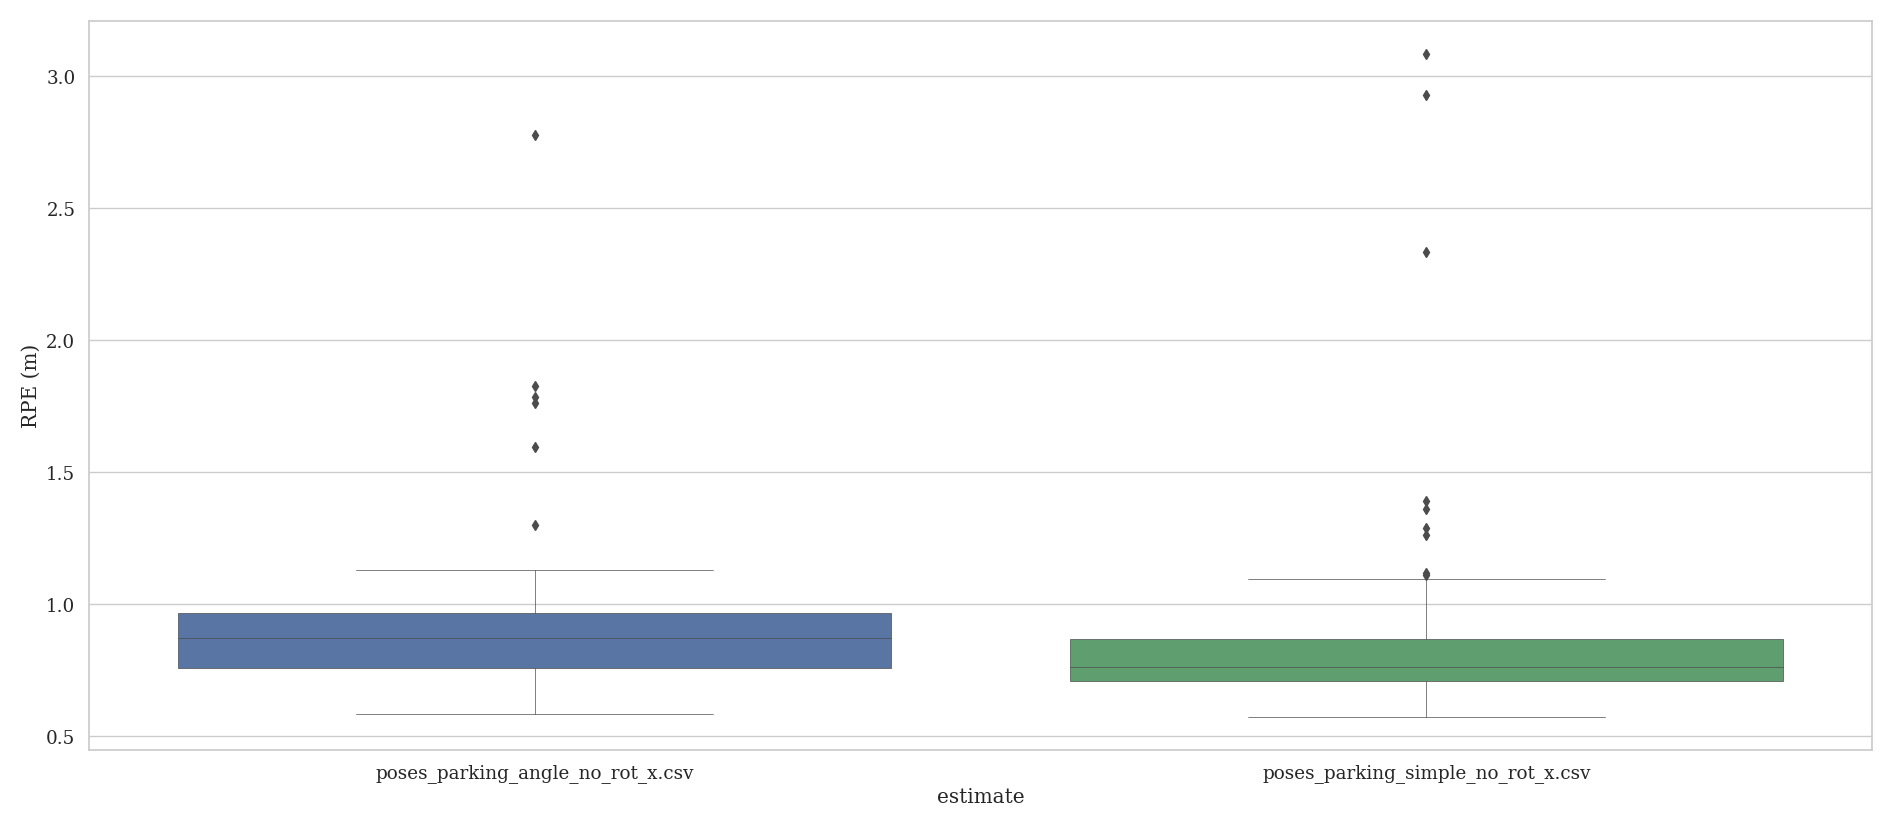 3.0
2.5
2.0
1.5
1.0
0.5
RPE (m)
poses_parking_angle_no_rot_x.csv
poses_parking_simple_no_rot_x.csv
estimate